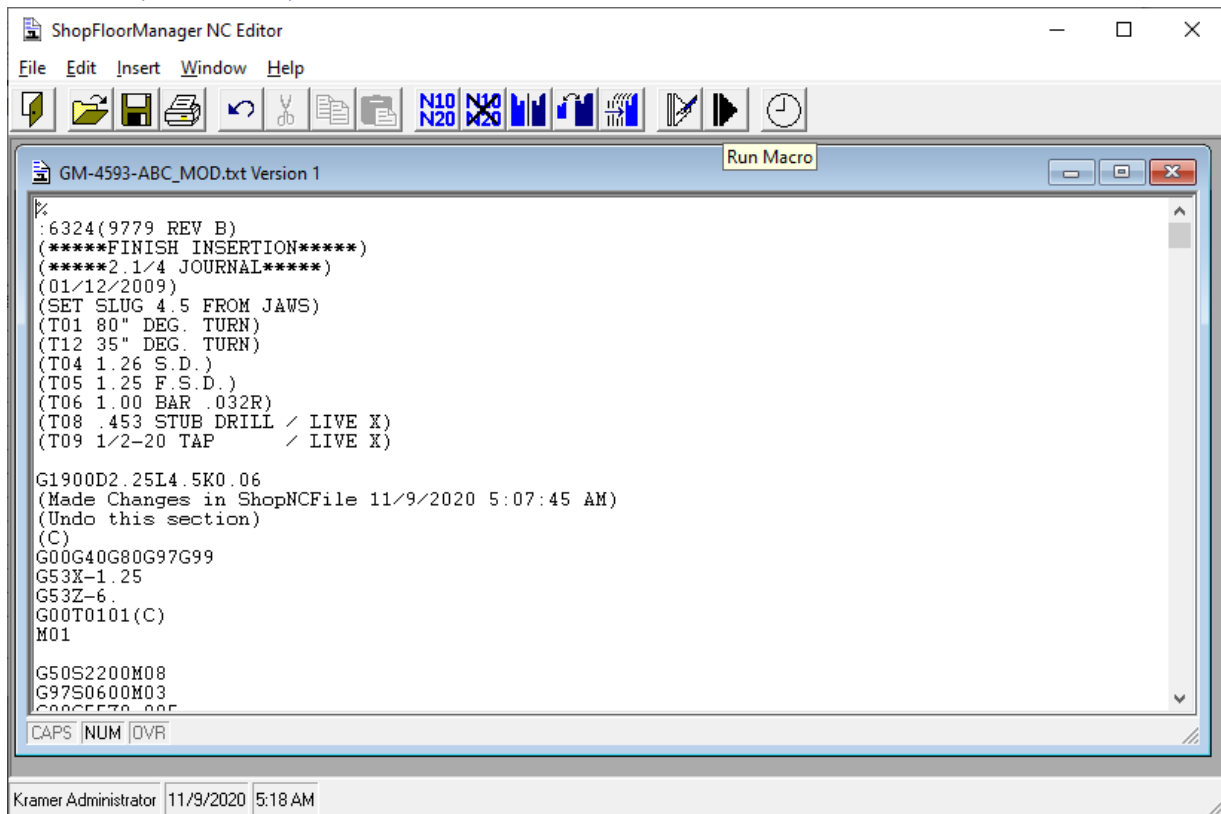 ShopFloorManager NC Editor
File Edit Insert Window Help
N10 N10
N20 N20
Run Macro
GM-4593-ABC_MOD.txt Version 1
%
:6324(9779 REV B)
(*****FINISH INSERTION*****)
(*****2.1/4 JOURNAL*****)
(01/12/2009)
(SET SLUG 4.5 FROM JAWS)
(T01 80" DEG. TURN)
(T12 35" DEG. TURN)
(T04 1.26 S.D.)
(T05 1.25 F.S.D.)
(T06 1.00 BAR .032R)
(T08 .453 STUB DRILL / LIVE X)
(T09 1/2-20 TAP / LIVE X)
G1900D2.25L4.5K0.06
(Made Changes in ShopNCFile 11/9/2020 5:07:45 AM)
(Undo this section)
(C)
G00G40G80G97G99
G53X-1.25
G53Z-6.
G00T0101(C)
M01
G50S2200M08
G97S0600M03
CAPS NUM OVR
Kramer Administrator 11/9/2020 5:18 AM